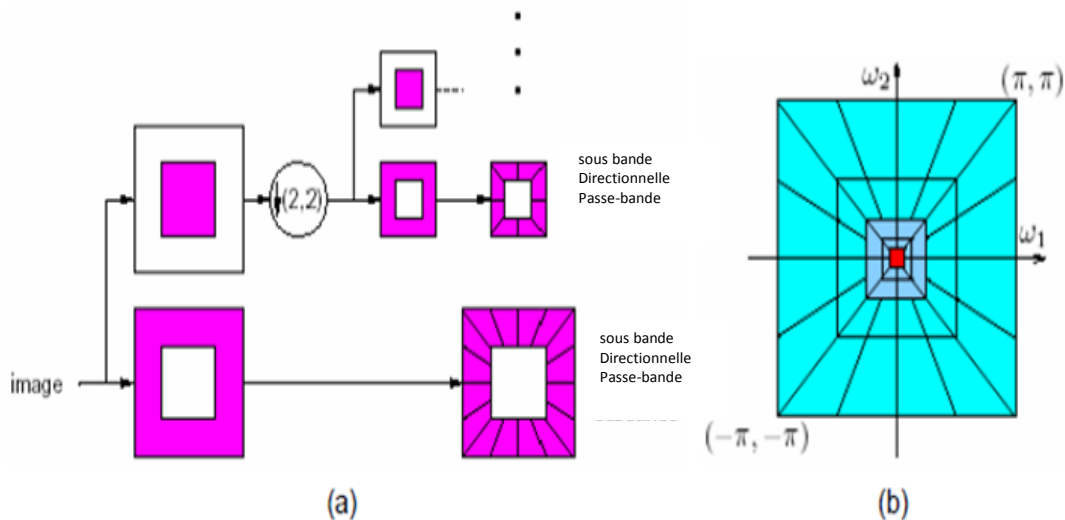 (2,2)
sous bande
Directionnelle
Passe-bande
image
sous bande
Directionnelle
Passe-bande
(a)
ω₂
(π, π)
ω₁
(−π, −π)
(b)